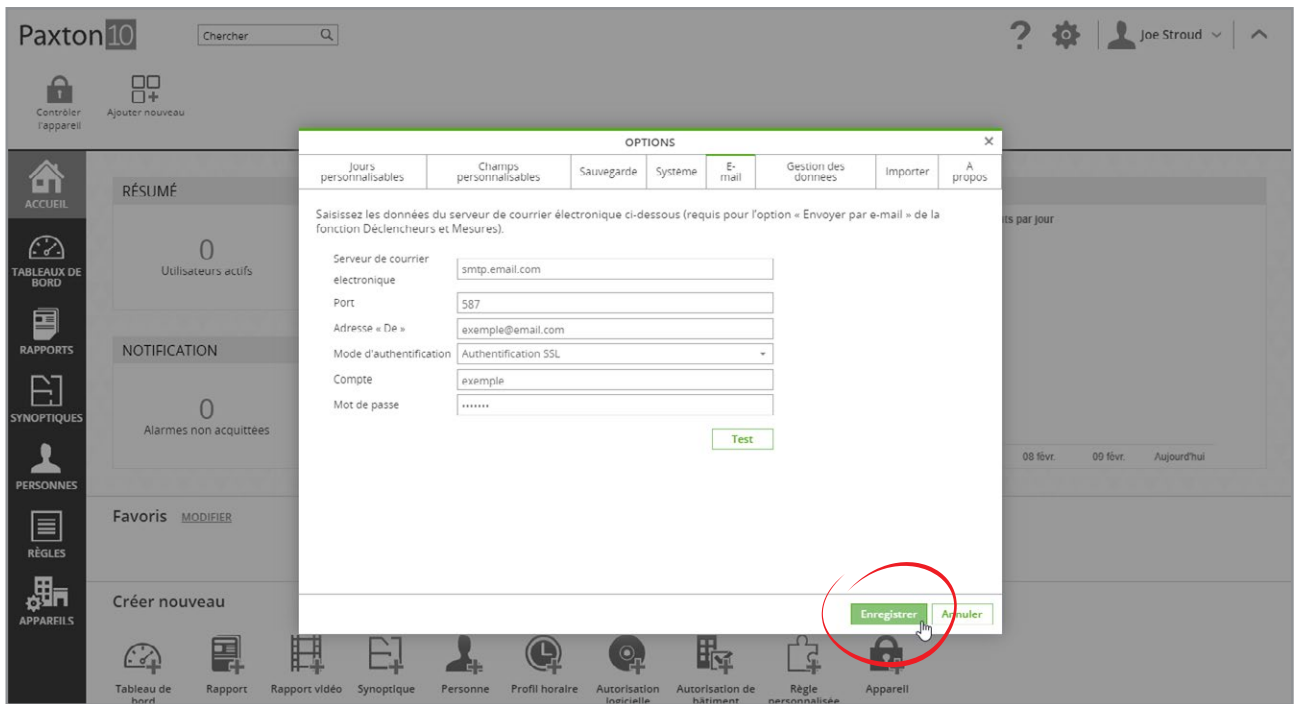 Paxton10
Chercher
Joe Stroud
Contrôler
l'appareil
Ajouter nouveau
ACCUEIL
TABLEAUX DE
BORD
RAPPORTS
SYNOPTIQUES
PERSONNES
RÈGLES
APPAREILS
RÉSUMÉ
0
Utilisateurs actifs
NOTIFICATION
0
Alarmes non acquittées
its par jour
08 févr.
09 févr.
Aujourd'hui
OPTIONS
Jours
personnalisables
Champs
personnalisables
Sauvegarde
Système
E-
mail
Gestion des
données
Importer
À
propos
Saisissez les données du serveur de courrier électronique ci-dessous (requis pour l'option « Envoyer par e-mail » de la
fonction Déclencheurs et Mesures).
Serveur de courrier
électronique
smtp.email.com
Port
587
Adresse « De »
exemple@email.com
Mode d'authentification
Authentification SSL
Compte
exemple
Mot de passe
•••••••
Test
Enregistrer
Annuler
Favoris
MODIFIER
Créer nouveau
Tableau de
bord
Rapport
Rapport vidéo
Synoptique
Personne
Profil horaire
Autorisation
logicielle
Autorisation de
bâtiment
Règle
personnalisée
Appareil